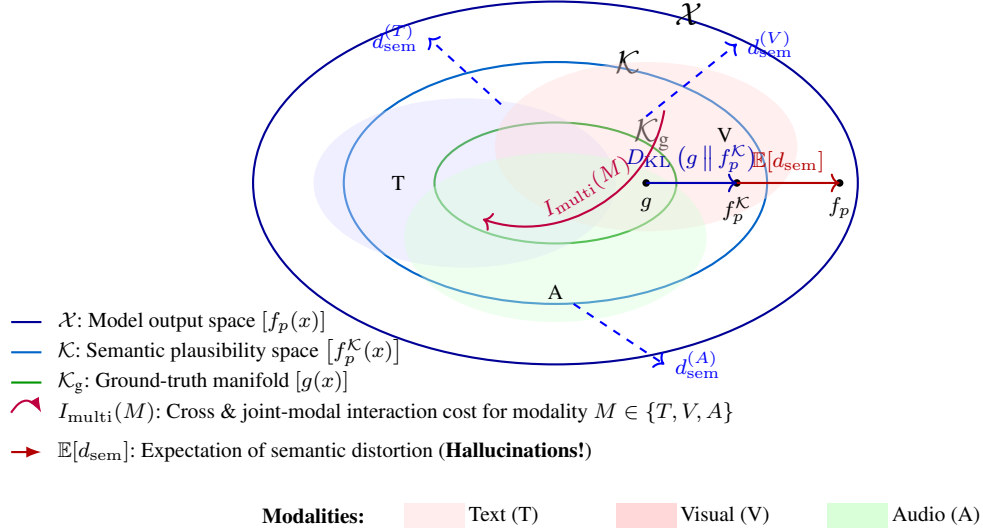 𝒳
d_sem^(T)
d_sem^(V)
𝒦
𝒦_g
V
D_KL (g ∥ f_p^𝒦)
𝔼[d_sem]
T
I_multi(M)
g
f_p^𝒦
f_p
A
d_sem^(A)
𝒳: Model output space [f_p(x)]
𝒦: Semantic plausibility space [f_p^𝒦(x)]
𝒦_g: Ground-truth manifold [g(x)]
I_multi(M): Cross & joint-modal interaction cost for modality M ∈ {T, V, A}
𝔼[d_sem]: Expectation of semantic distortion (Hallucinations!)
Modalities: Text (T) Visual (V) Audio (A)